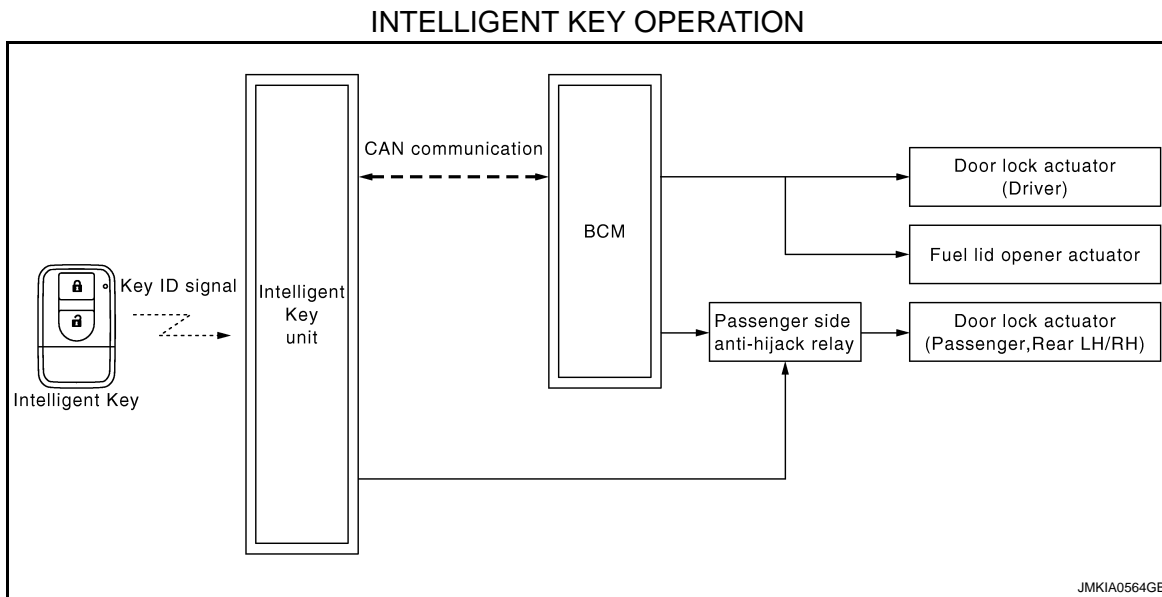 INTELLIGENT KEY OPERATION
CAN communication
Door lock actuator
(Driver)
BCM
Fuel lid opener actuator
Key ID signal
Intelligent
Key
unit
Passenger side
anti-hijack relay
Door lock actuator
(Passenger,Rear LH/RH)
Intelligent Key
JMKIA0564GB